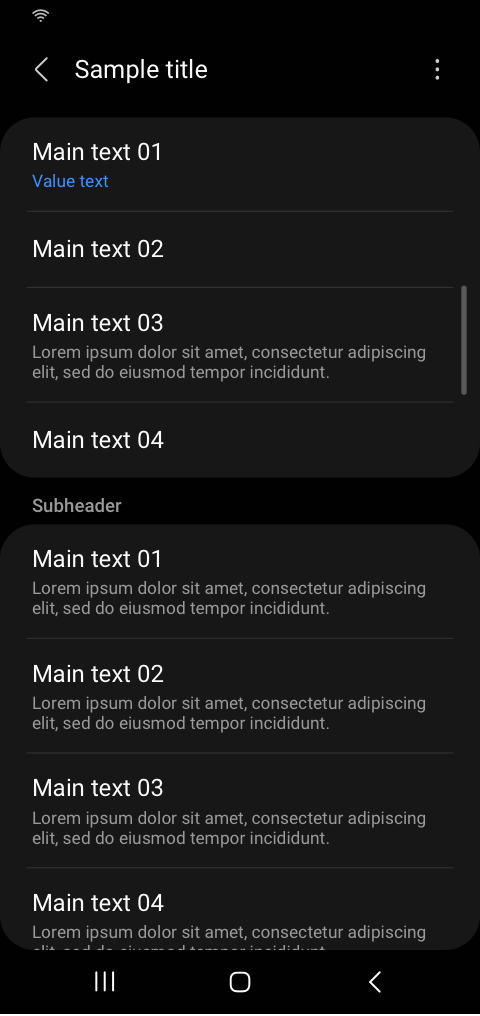 Sample title
Main text 01
Value text
Main text 02
Main text 03
Lorem ipsum dolor sit amet, consectetur adipiscing
elit, sed do eiusmod tempor incididunt.
Main text 04
Subheader
Main text 01
Lorem ipsum dolor sit amet, consectetur adipiscing
elit, sed do eiusmod tempor incididunt.
Main text 02
Lorem ipsum dolor sit amet, consectetur adipiscing
elit, sed do eiusmod tempor incididunt.
Main text 03
Lorem ipsum dolor sit amet, consectetur adipiscing
elit, sed do eiusmod tempor incididunt.
Main text 04
Lorem ipsum dolor sit amet, consectetur adipiscing